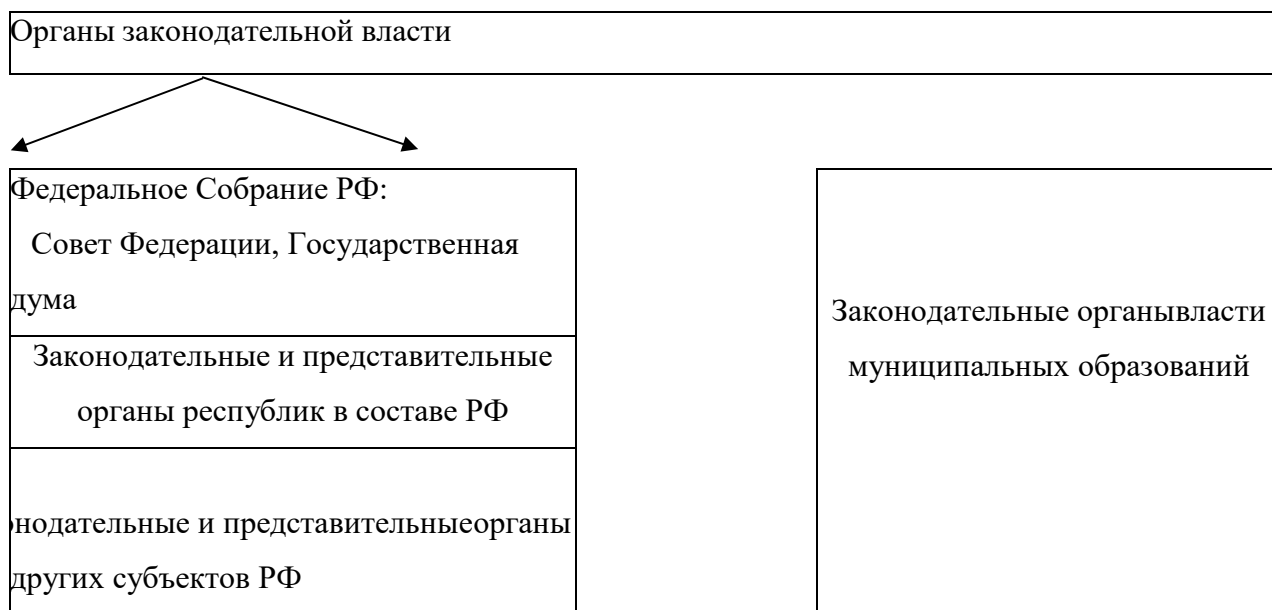 Органы законодательной власти
Федеральное Собрание РФ:
Совет Федерации, Государственная
дума
Законодательные и представительные
органы республик в составе РФ
онодательные и представительныеорганы
других субъектов РФ
Законодательные органывласти
муниципальных образований